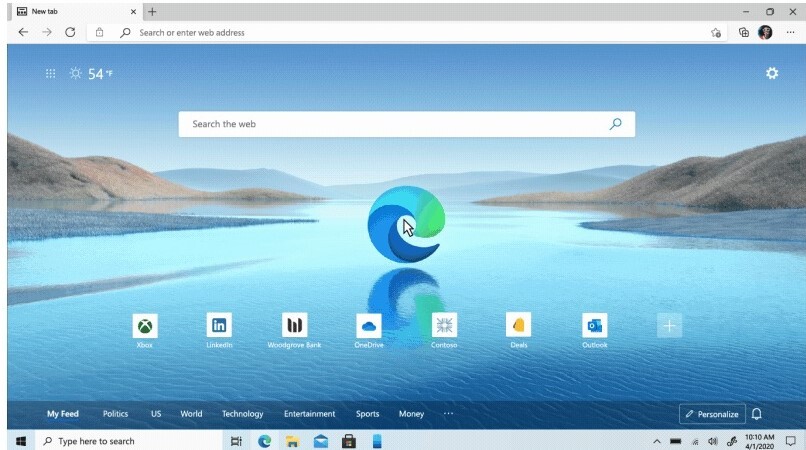 New tab
Search or enter web address
54 °F
Search the web
Xbox LinkedIn Woodgrove Bank OneDrive Contoso Deals Outlook
My Feed Politics US World Technology Entertainment Sports Money ... Personalize
Type here to search
10:10 AM
4/1/2020